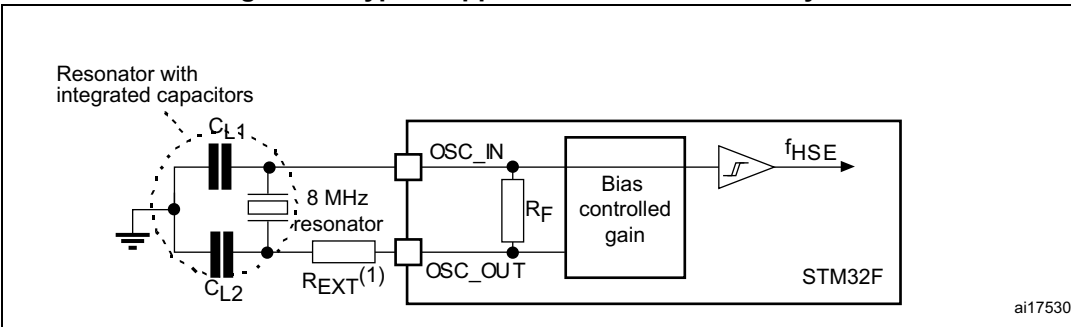 Resonator with
integrated capacitors
CL1
OSC_IN
fHSE
8 MHz
resonator
RF
Bias
controlled
gain
REXT(1)
OSC_OUT
STM32F
CL2
ai17530